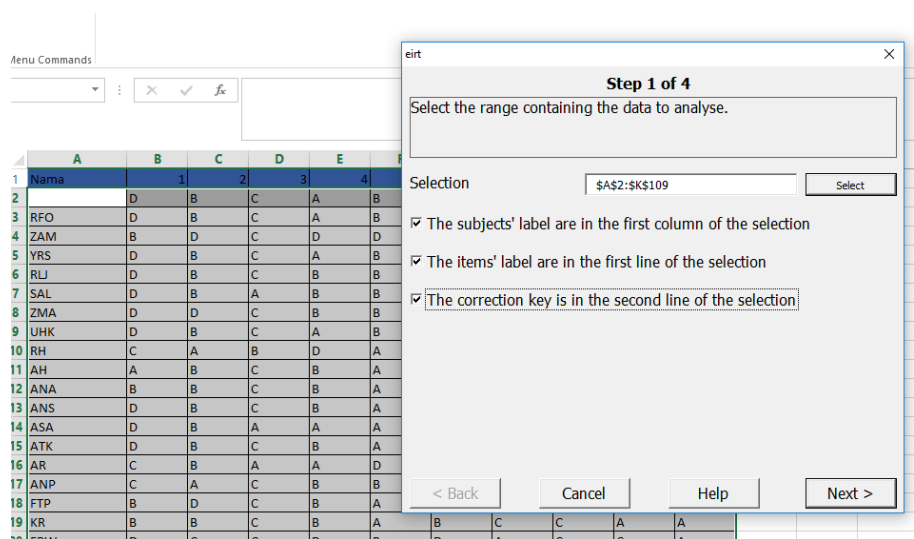 Menu Commands
fx
A B C D E
1 Nama 1 2 3 4
2 D B C A B
3 RFO D B C A B
4 ZAM B D C D D
5 YRS D B C A B
6 RLJ D B C B B
7 SAL D B A B B
8 ZMA D D C B B
9 UHK D B C A B
10 RH C A B D A
11 AH A B C B A
12 ANA B B C B A
13 ANS D B C B A
14 ASA D B A A A
15 ATK D B C B A
16 AR C B A A D
17 ANP C A C B B
18 FTP B D C B A
19 KR B B C B A B C C A A
eirt
Step 1 of 4
Select the range containing the data to analyse.
Selection $A$2:$K$109 Select
The subjects' label are in the first column of the selection
The items' label are in the first line of the selection
The correction key is in the second line of the selection
< Back Cancel Help Next >